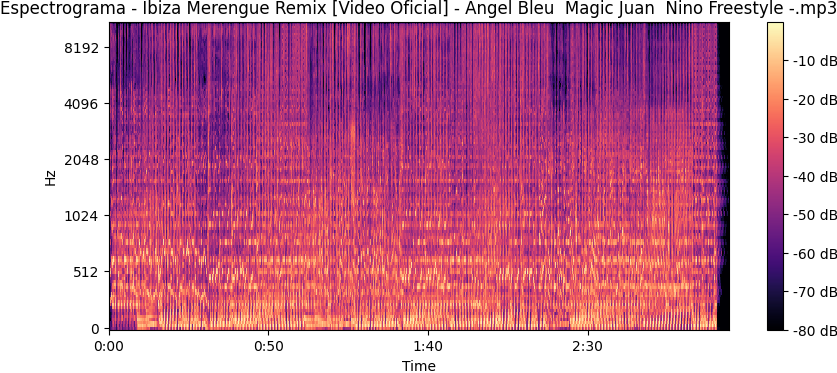 Espectrograma - Ibiza Merengue Remix [Video Oficial] - Angel Bleu  Magic Juan  Nino Freestyle -.mp3
8192
4096
2048
1024
512
0
Hz
0:00
0:50
1:40
2:30
Time
-10 dB
-20 dB
-30 dB
-40 dB
-50 dB
-60 dB
-70 dB
-80 dB